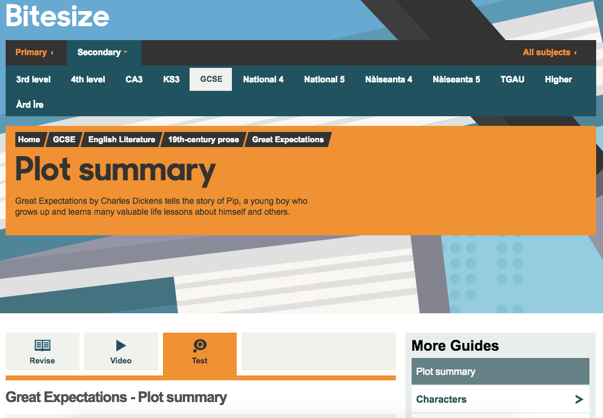 Bitesize
Primary
Secondary
All subjects
3rd level 4th level CA3 KS3 GCSE National 4 National 5 Nàiseanta 4 Nàiseanta 5 TGAU Higher
Àrd Ìre
Home GCSE English Literature 19th-century prose Great Expectations
Plot summary
Great Expectations by Charles Dickens tells the story of Pip, a young boy who
grows up and learns many valuable life lessons about himself and others.
Revise
Video
Test
Great Expectations - Plot summary
More Guides
Plot summary
Characters